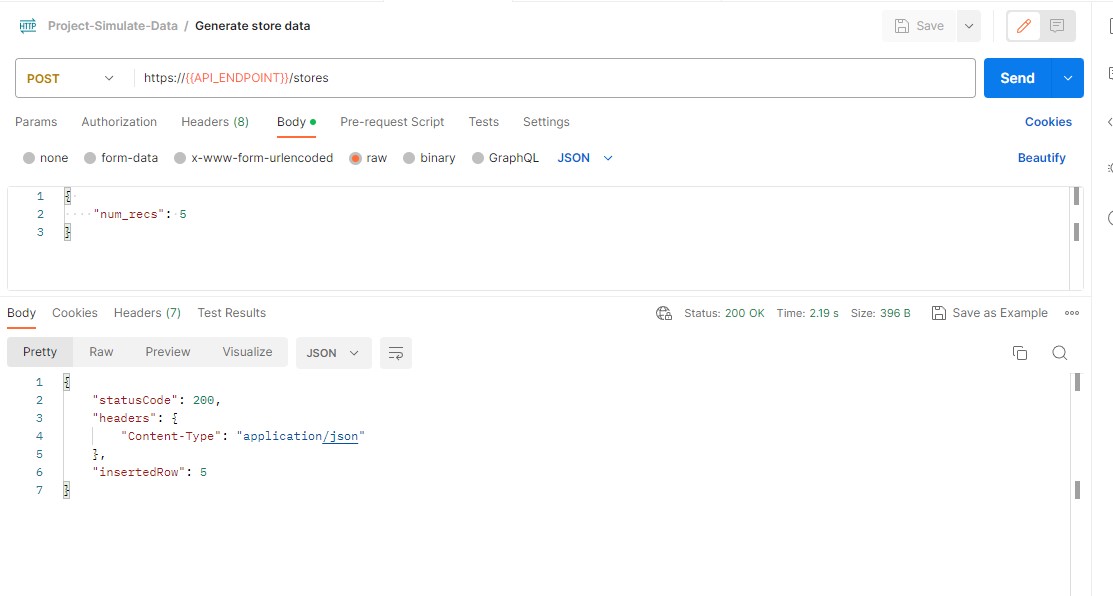 HTTP Project-Simulate-Data / Generate store data Save
POST https://{{API_ENDPOINT}}/stores Send
Params Authorization Headers (8) Body Pre-request Script Tests Settings Cookies
none form-data x-www-form-urlencoded raw binary GraphQL JSON Beautify
1 {
2 ····"num_recs":·5
3 }
Body Cookies Headers (7) Test Results Status: 200 OK Time: 2.19 s Size: 396 B Save as Example
Pretty Raw Preview Visualize JSON
1 {
2 "statusCode": 200,
3 "headers": {
4 "Content-Type": "application/json"
5 },
6 "insertedRow": 5
7 }